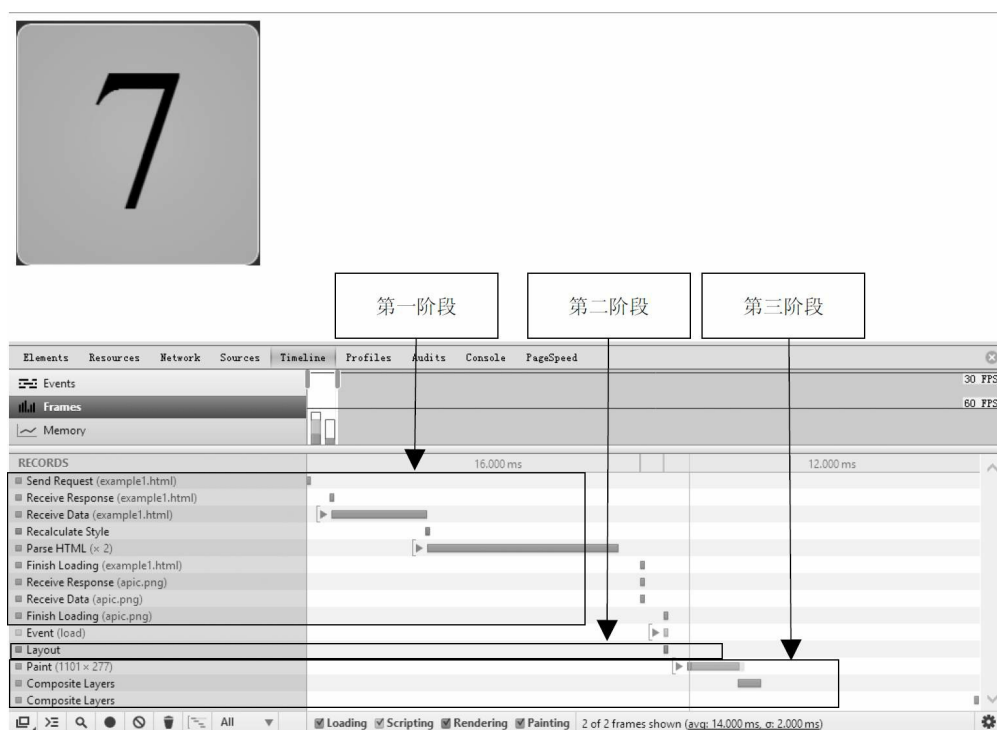 7
第一阶段 第二阶段 第三阶段
Elements Resources Network Sources Timeline Profiles Audits Console PageSpeed
Events 30 FPS
Frames 60 FPS
Memory
RECORDS 16.000 ms 12.000 ms
Send Request (example1.html)
Receive Response (example1.html)
Receive Data (example1.html)
Recalculate Style
Parse HTML (× 2)
Finish Loading (example1.html)
Receive Response (apic.png)
Receive Data (apic.png)
Finish Loading (apic.png)
Event (load)
Layout
Paint (1101 × 277)
Composite Layers
Composite Layers
All Loading Scripting Rendering Painting 2 of 2 frames shown (avg: 14.000 ms, σ: 2.000 ms)